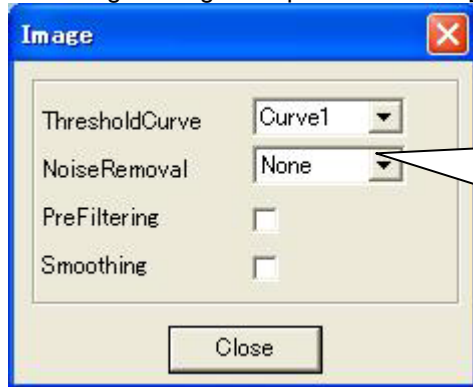 Image
ThresholdCurve Curve1
NoiseRemoval None
PreFiltering
Smoothing
Close